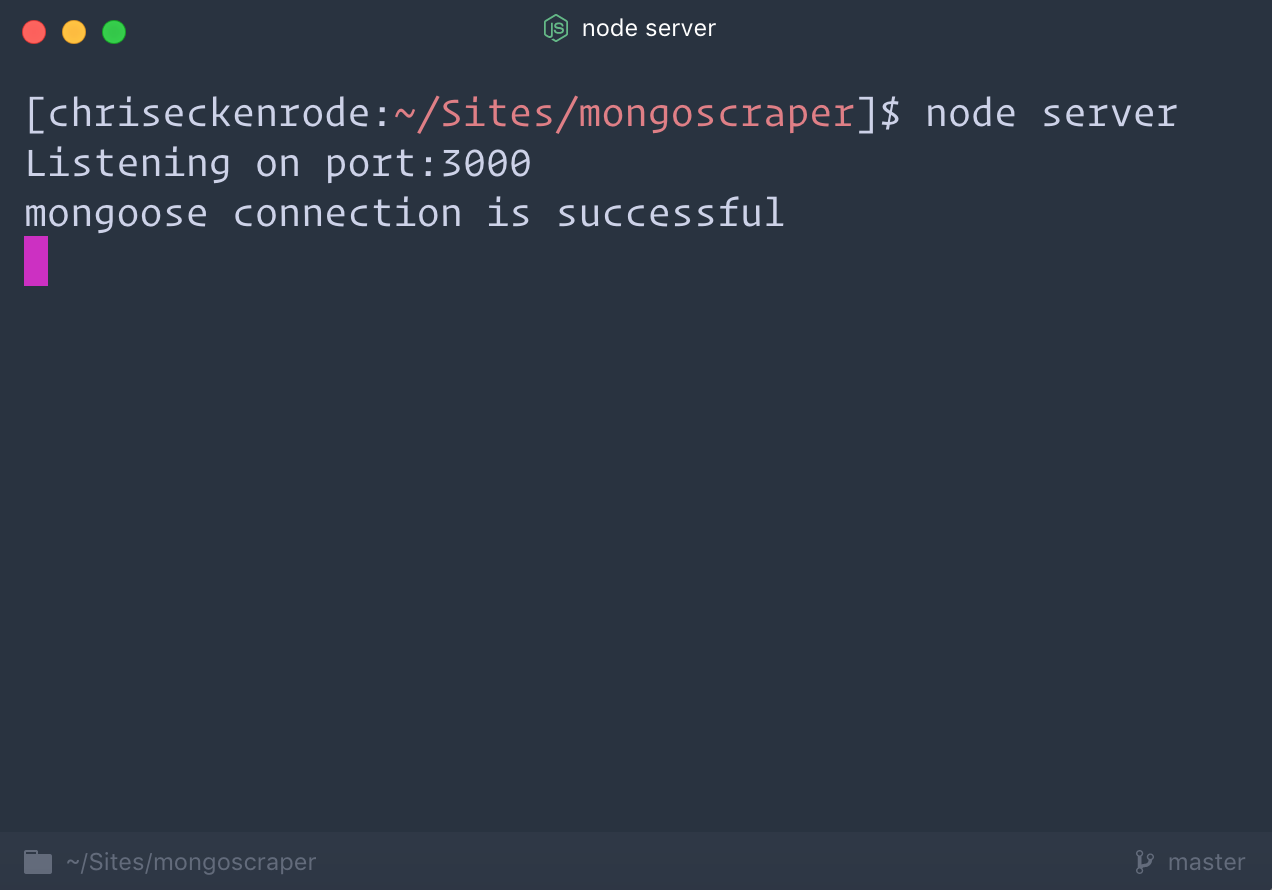 node server
[chriseckenrode:~/Sites/mongoscraper]$ node server
Listening on port:3000
mongoose connection is successful
~/Sites/mongoscraper
master